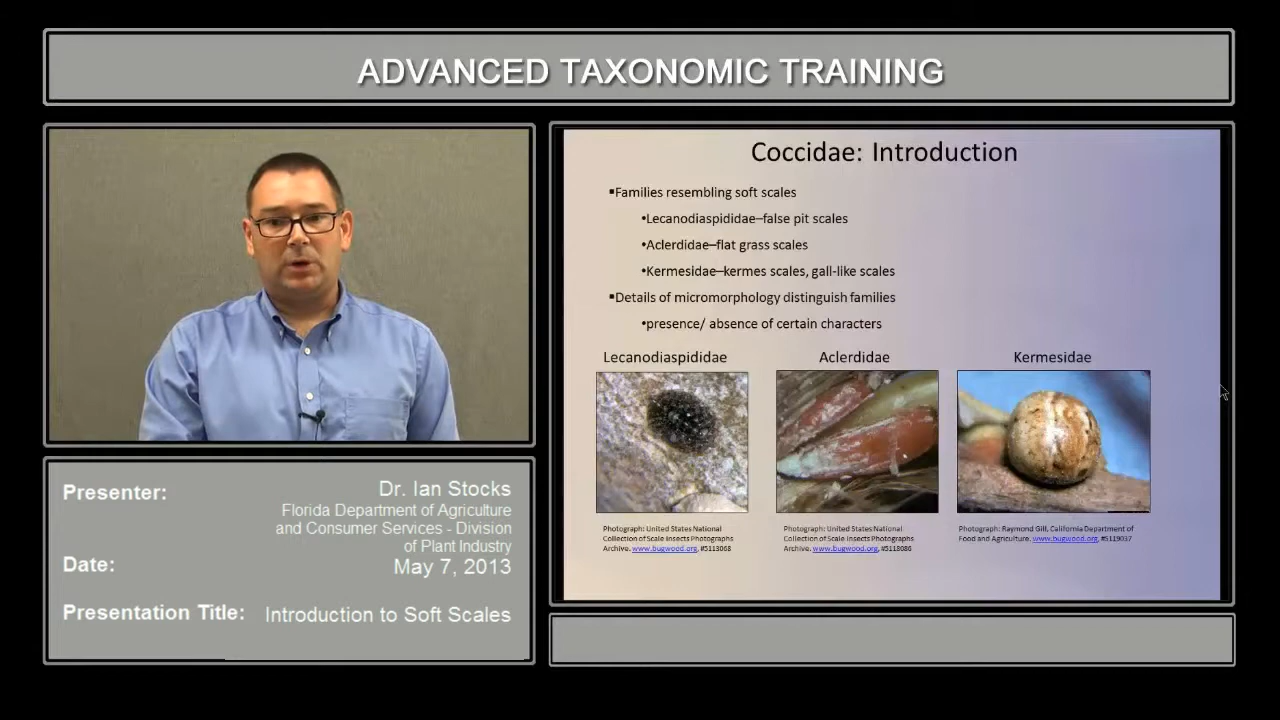 ADVANCED TAXONOMIC TRAINING
Presenter:
Dr. Ian Stocks
Florida Department of Agriculture
and Consumer Services - Division
of Plant Industry
Date:
May 7, 2013
Presentation Title:
Introduction to Soft Scales
Coccidae: Introduction
▪Families resembling soft scales
•Lecanodiaspididae–false pit scales
•Aclerdidae–flat grass scales
•Kermesidae–kermes scales, gall-like scales
▪Details of micromorphology distinguish families
•presence/ absence of certain characters
Lecanodiaspididae
Aclerdidae
Kermesidae
Photograph: United States National
Collection of Scale Insects Photographs
Archive. www.bugwood.org, #5113068
Photograph: United States National
Collection of Scale Insects Photographs
Archive. www.bugwood.org, #5113086
Photograph: Raymond Gill, California Department of
Food and Agriculture. www.bugwood.org, #5119037